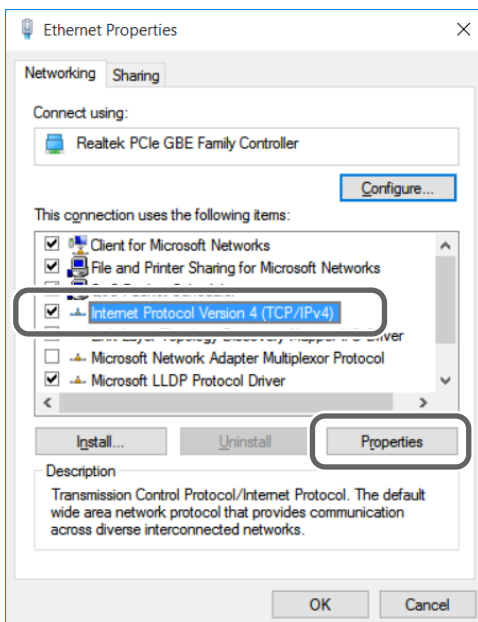 Ethernet Properties
Networking Sharing
Connect using:
Realtek PCIe GBE Family Controller
Configure...
This connection uses the following items:
Client for Microsoft Networks
File and Printer Sharing for Microsoft Networks
Internet Protocol Version 4 (TCP/IPv4)
Microsoft Network Adapter Multiplexor Protocol
Microsoft LLDP Protocol Driver
Install... Uninstall Properties
Description
Transmission Control Protocol/Internet Protocol. The default
wide area network protocol that provides communication
across diverse interconnected networks.
OK Cancel